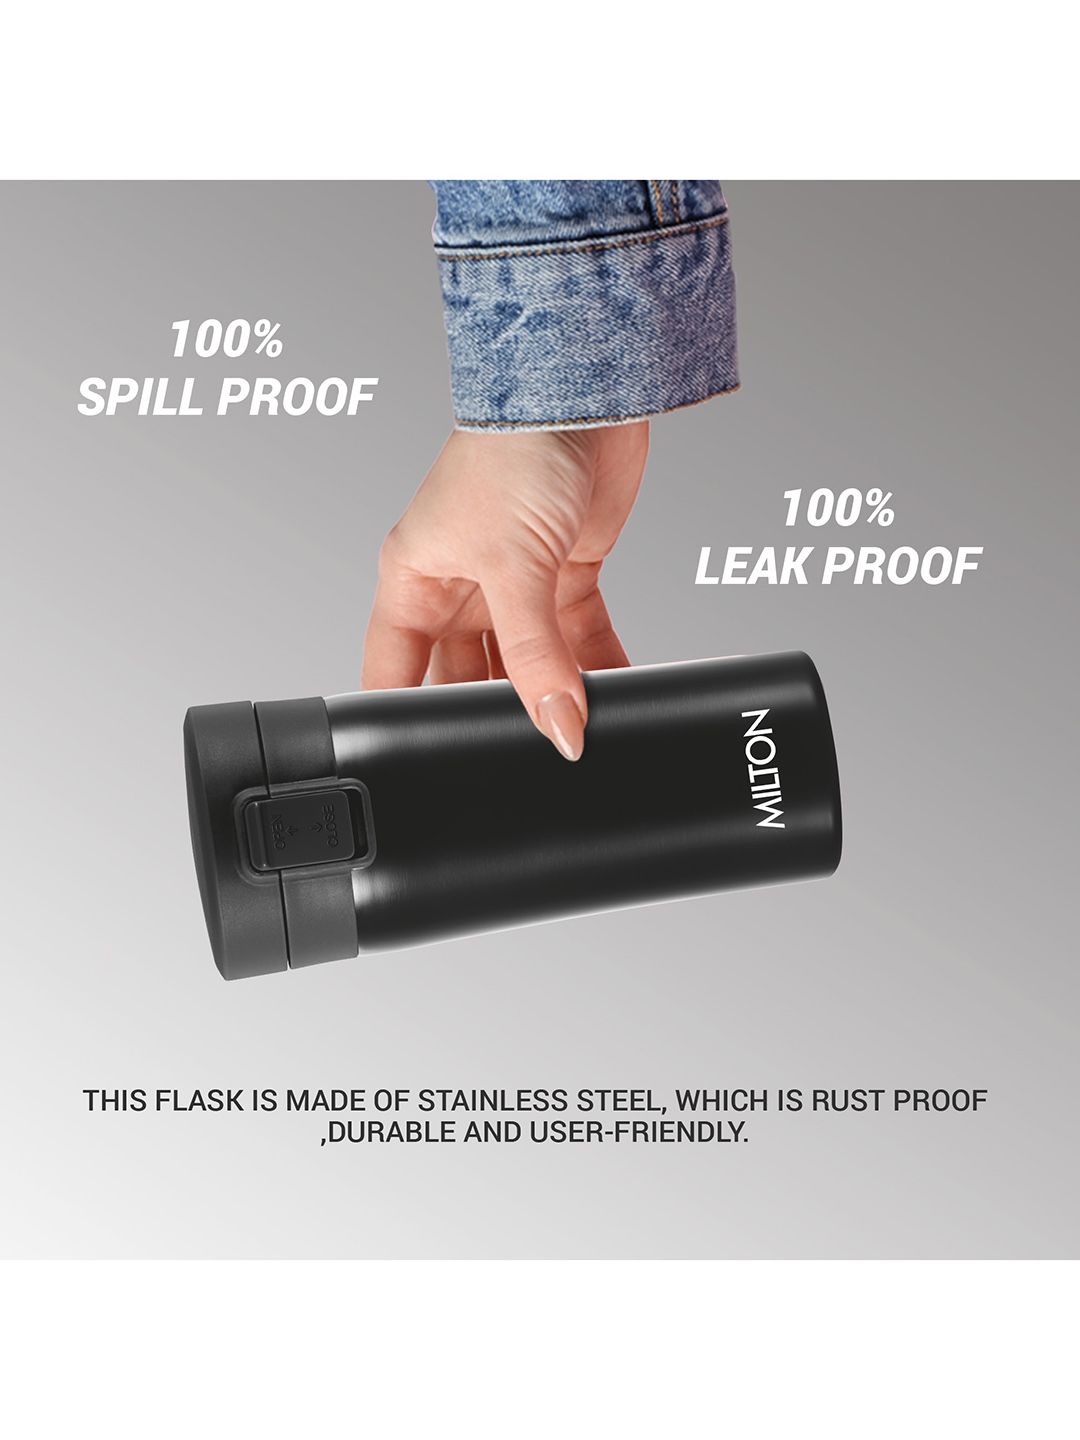 100%
SPILL PROOF
100%
LEAK PROOF
MILTON
OPEN
CLOSE
THIS FLASK IS MADE OF STAINLESS STEEL, WHICH IS RUST PROOF
,DURABLE AND USER-FRIENDLY.